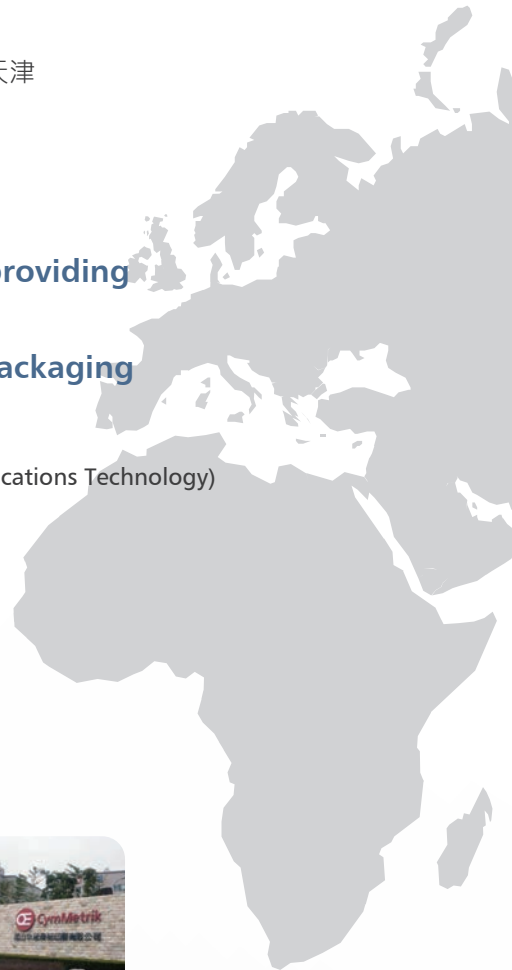 天津
providing
ackaging
cations Technology)
CymMetrik